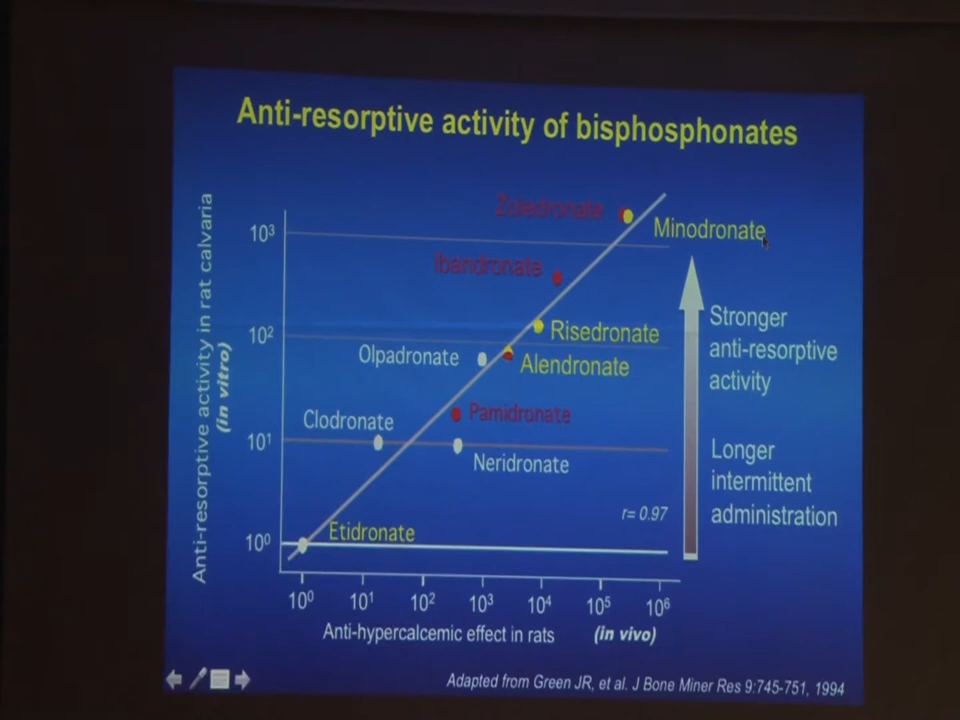 Anti-resorptive activity of bisphosphonates
Anti-resorptive activity in rat calvaria
(in vitro)
10³
10²
10¹
10⁰
Zoledronate
Minodronate
Ibandronate
Risedronate
Olpadronate
Alendronate
Clodronate
Pamidronate
Neridronate
Etidronate
r= 0.97
Stronger
anti-resorptive
activity
Longer
intermittent
administration
10⁰ 10¹ 10² 10³ 10⁴ 10⁵ 10⁶
Anti-hypercalcemic effect in rats (in vivo)
Adapted from Green JR, et al. J Bone Miner Res 9:745-751, 1994